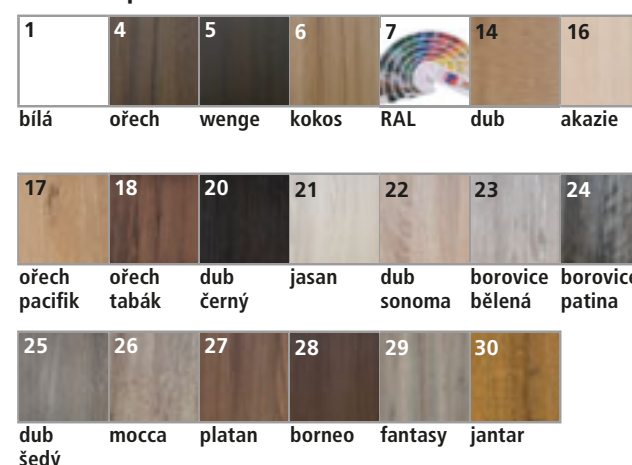 1 4 5 6 7 14 16
bílá ořech wenge kokos RAL dub akazie
17 18 20 21 22 23 24
ořech ořech dub jasan dub borovice borovice
pacifik tabák černý sonoma bělená patina
25 26 27 28 29 30
dub mocca platan borneo fantasy jantar
šedý